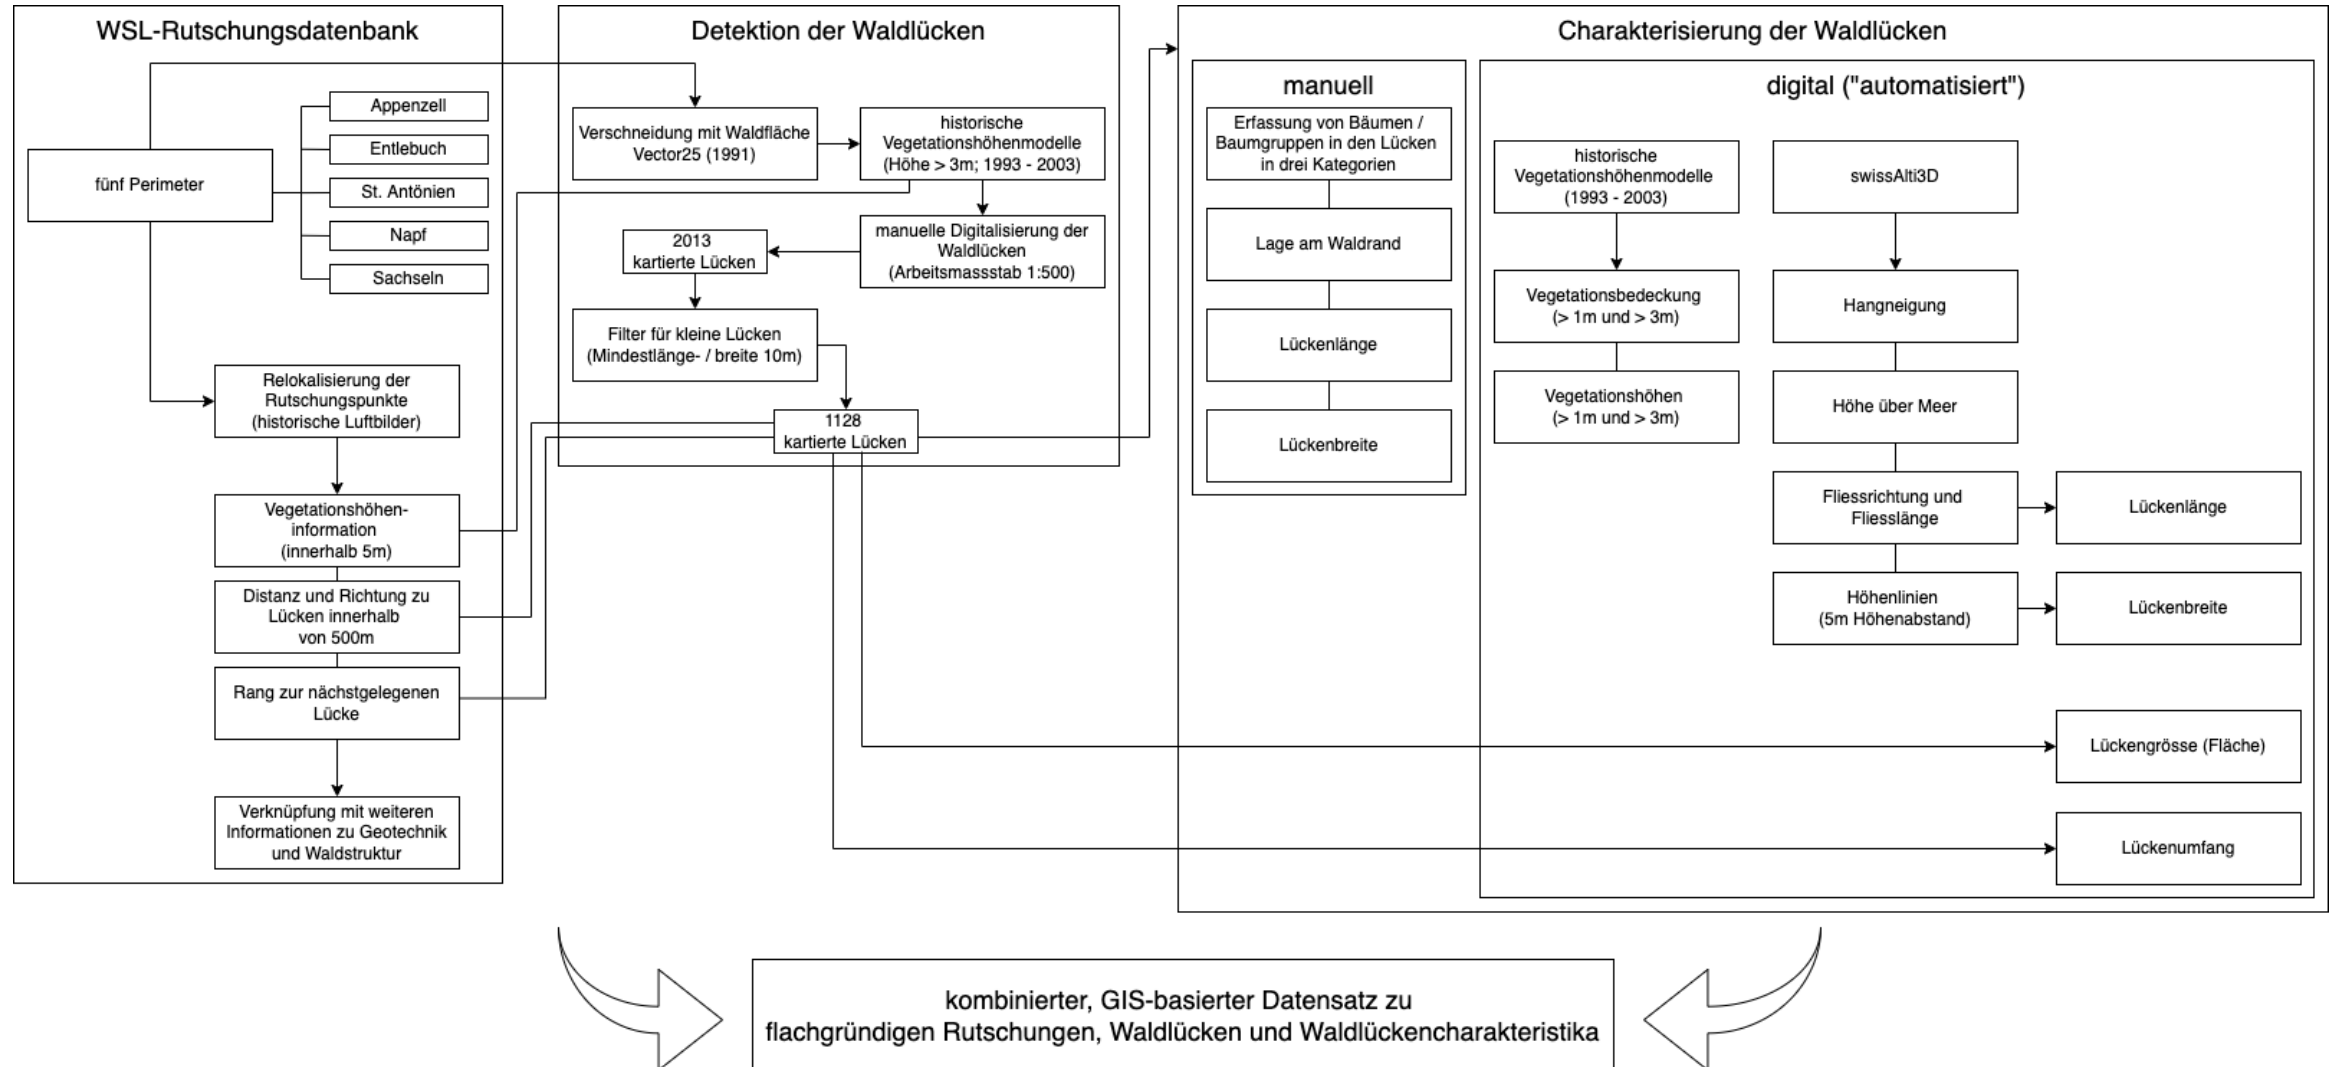 WSL-Rutschungsdatenbank
fünf Perimeter
Appenzell
Entlebuch
St. Antönien
Napf
Sachseln
Relokalisierung der
Rutschungspunkte
(historische Luftbilder)
Vegetationshöhen-
information
(innerhalb 5m)
Distanz und Richtung zu
Lücken innerhalb
von 500m
Rang zur nächstgelegenen
Lücke
Verknüpfung mit weiteren
Informationen zu Geotechnik
und Waldstruktur
Detektion der Waldlücken
Verschneidung mit Waldfläche
Vector25 (1991)
historische
Vegetationshöhenmodelle
(Höhe > 3m; 1993 - 2003)
manuelle Digitalisierung der
Waldlücken
(Arbeitsmassstab 1:500)
2013
kartierte Lücken
Filter für kleine Lücken
(Mindestlänge- / breite 10m)
1128
kartierte Lücken
Charakterisierung der Waldlücken
manuell
Erfassung von Bäumen /
Baumgruppen in den Lücken
in drei Kategorien
Lage am Waldrand
Lückenlänge
Lückenbreite
digital ("automatisiert")
historische
Vegetationshöhenmodelle
(1993 - 2003)
Vegetationsbedeckung
(> 1m und > 3m)
Vegetationshöhen
(> 1m und > 3m)
swissAlti3D
Hangneigung
Höhe über Meer
Fliessrichtung und
Fliesslänge
Lückenlänge
Höhenlinien
(5m Höhenabstand)
Lückenbreite
Lückengrösse (Fläche)
Lückenumfang
kombinierter, GIS-basierter Datensatz zu
flachgründigen Rutschungen, Waldlücken und Waldlückencharakteristika